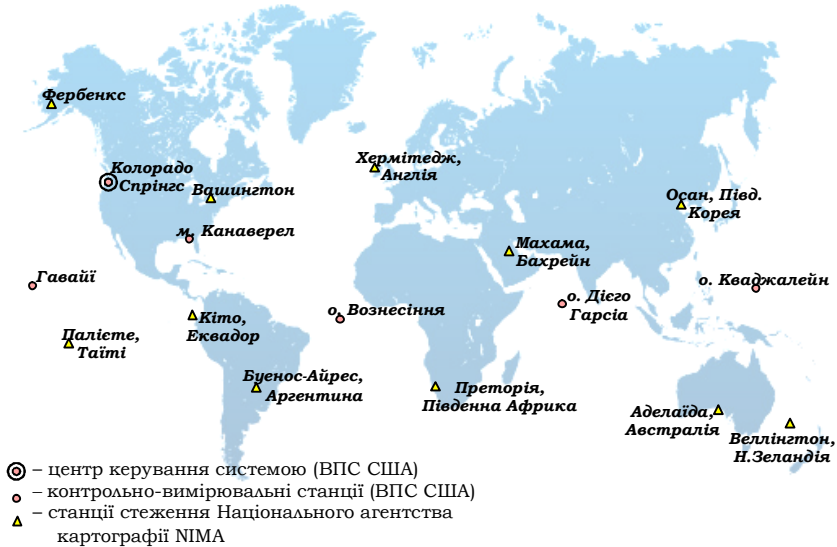 Фербенкс
Колорадо
Спрінгс
Вашингтон
м. Канаверел
Хермітедж,
Англія
Осан, Півд.
Корея
Махама,
Бахрейн
Гаваї̈
о. Кваджалейн
о. Дієго
Гарсіа
о. Вознесіння
Кіто,
Еквадор
Палієте,
Таїті
Буенос-Айрес,
Аргентина
Преторія,
Південна Африка
Аделаїда,
Австралія
Веллінгтон,
Н.Зеландія
– центр керування системою (ВПС США)
– контрольно-вимірювальні станції (ВПС США)
– станції стеження Національного агентства
картографії NIMA